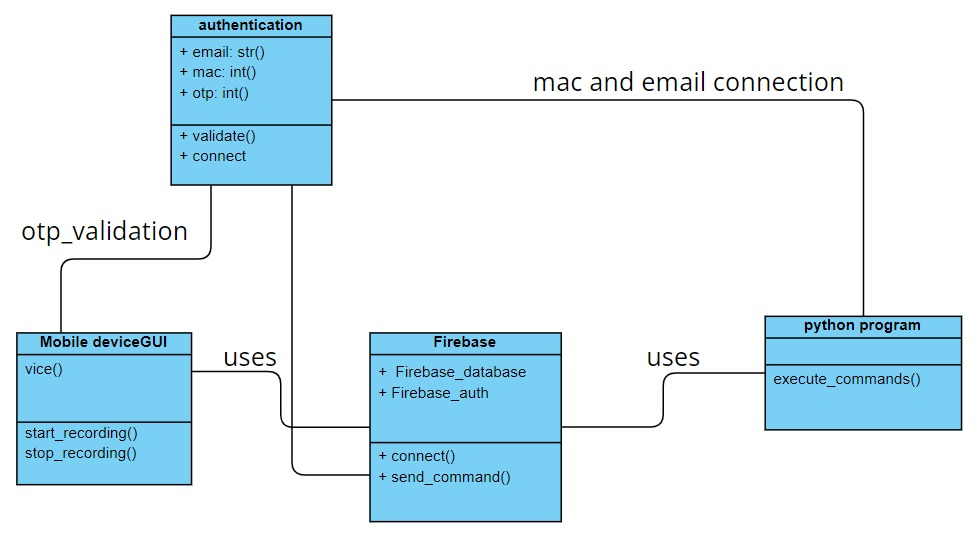 authentication
+ email: str()
+ mac: int()
+ otp: int()
+ validate()
+ connect
mac and email connection
otp_validation
Mobile deviceGUI
vice()
start_recording()
stop_recording()
uses
Firebase
+ Firebase_database
+ Firebase_auth
+ connect()
+ send_command()
uses
python program
execute_commands()